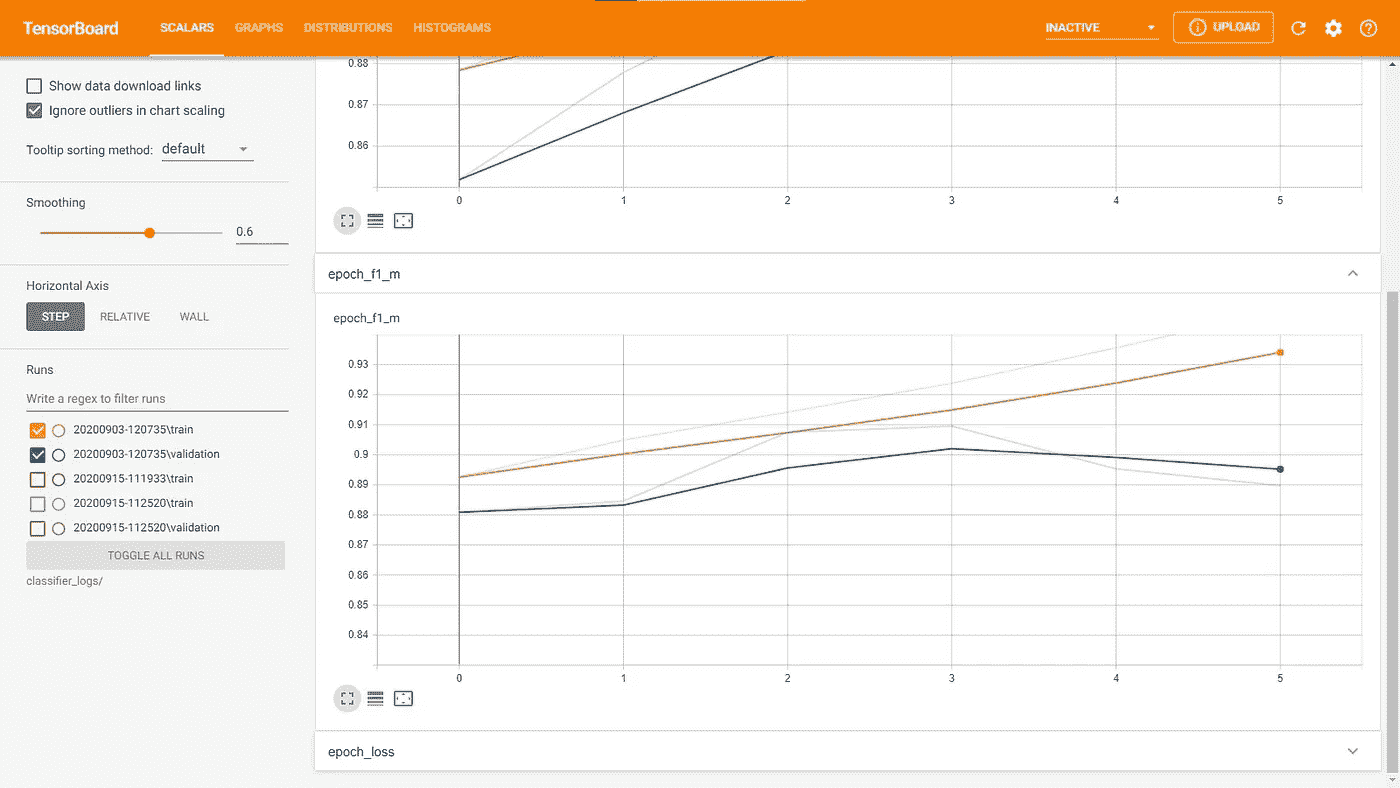 TensorBoard SCALARS GRAPHS DISTRIBUTIONS HISTOGRAMS INACTIVE UPLOAD
Show data download links
Ignore outliers in chart scaling
Tooltip sorting method: default
Smoothing
0.6
Horizontal Axis
STEP RELATIVE WALL
Runs
Write a regex to filter runs
20200903-120735\train
20200903-120735\validation
20200915-111933\train
20200915-112520\train
20200915-112520\validation
TOGGLE ALL RUNS
classifier_logs/
0.88
0.87
0.86
0 1 2 3 4 5
epoch_f1_m
epoch_f1_m
0.93
0.92
0.91
0.9
0.89
0.88
0.87
0.86
0.85
0.84
0 1 2 3 4 5
epoch_loss